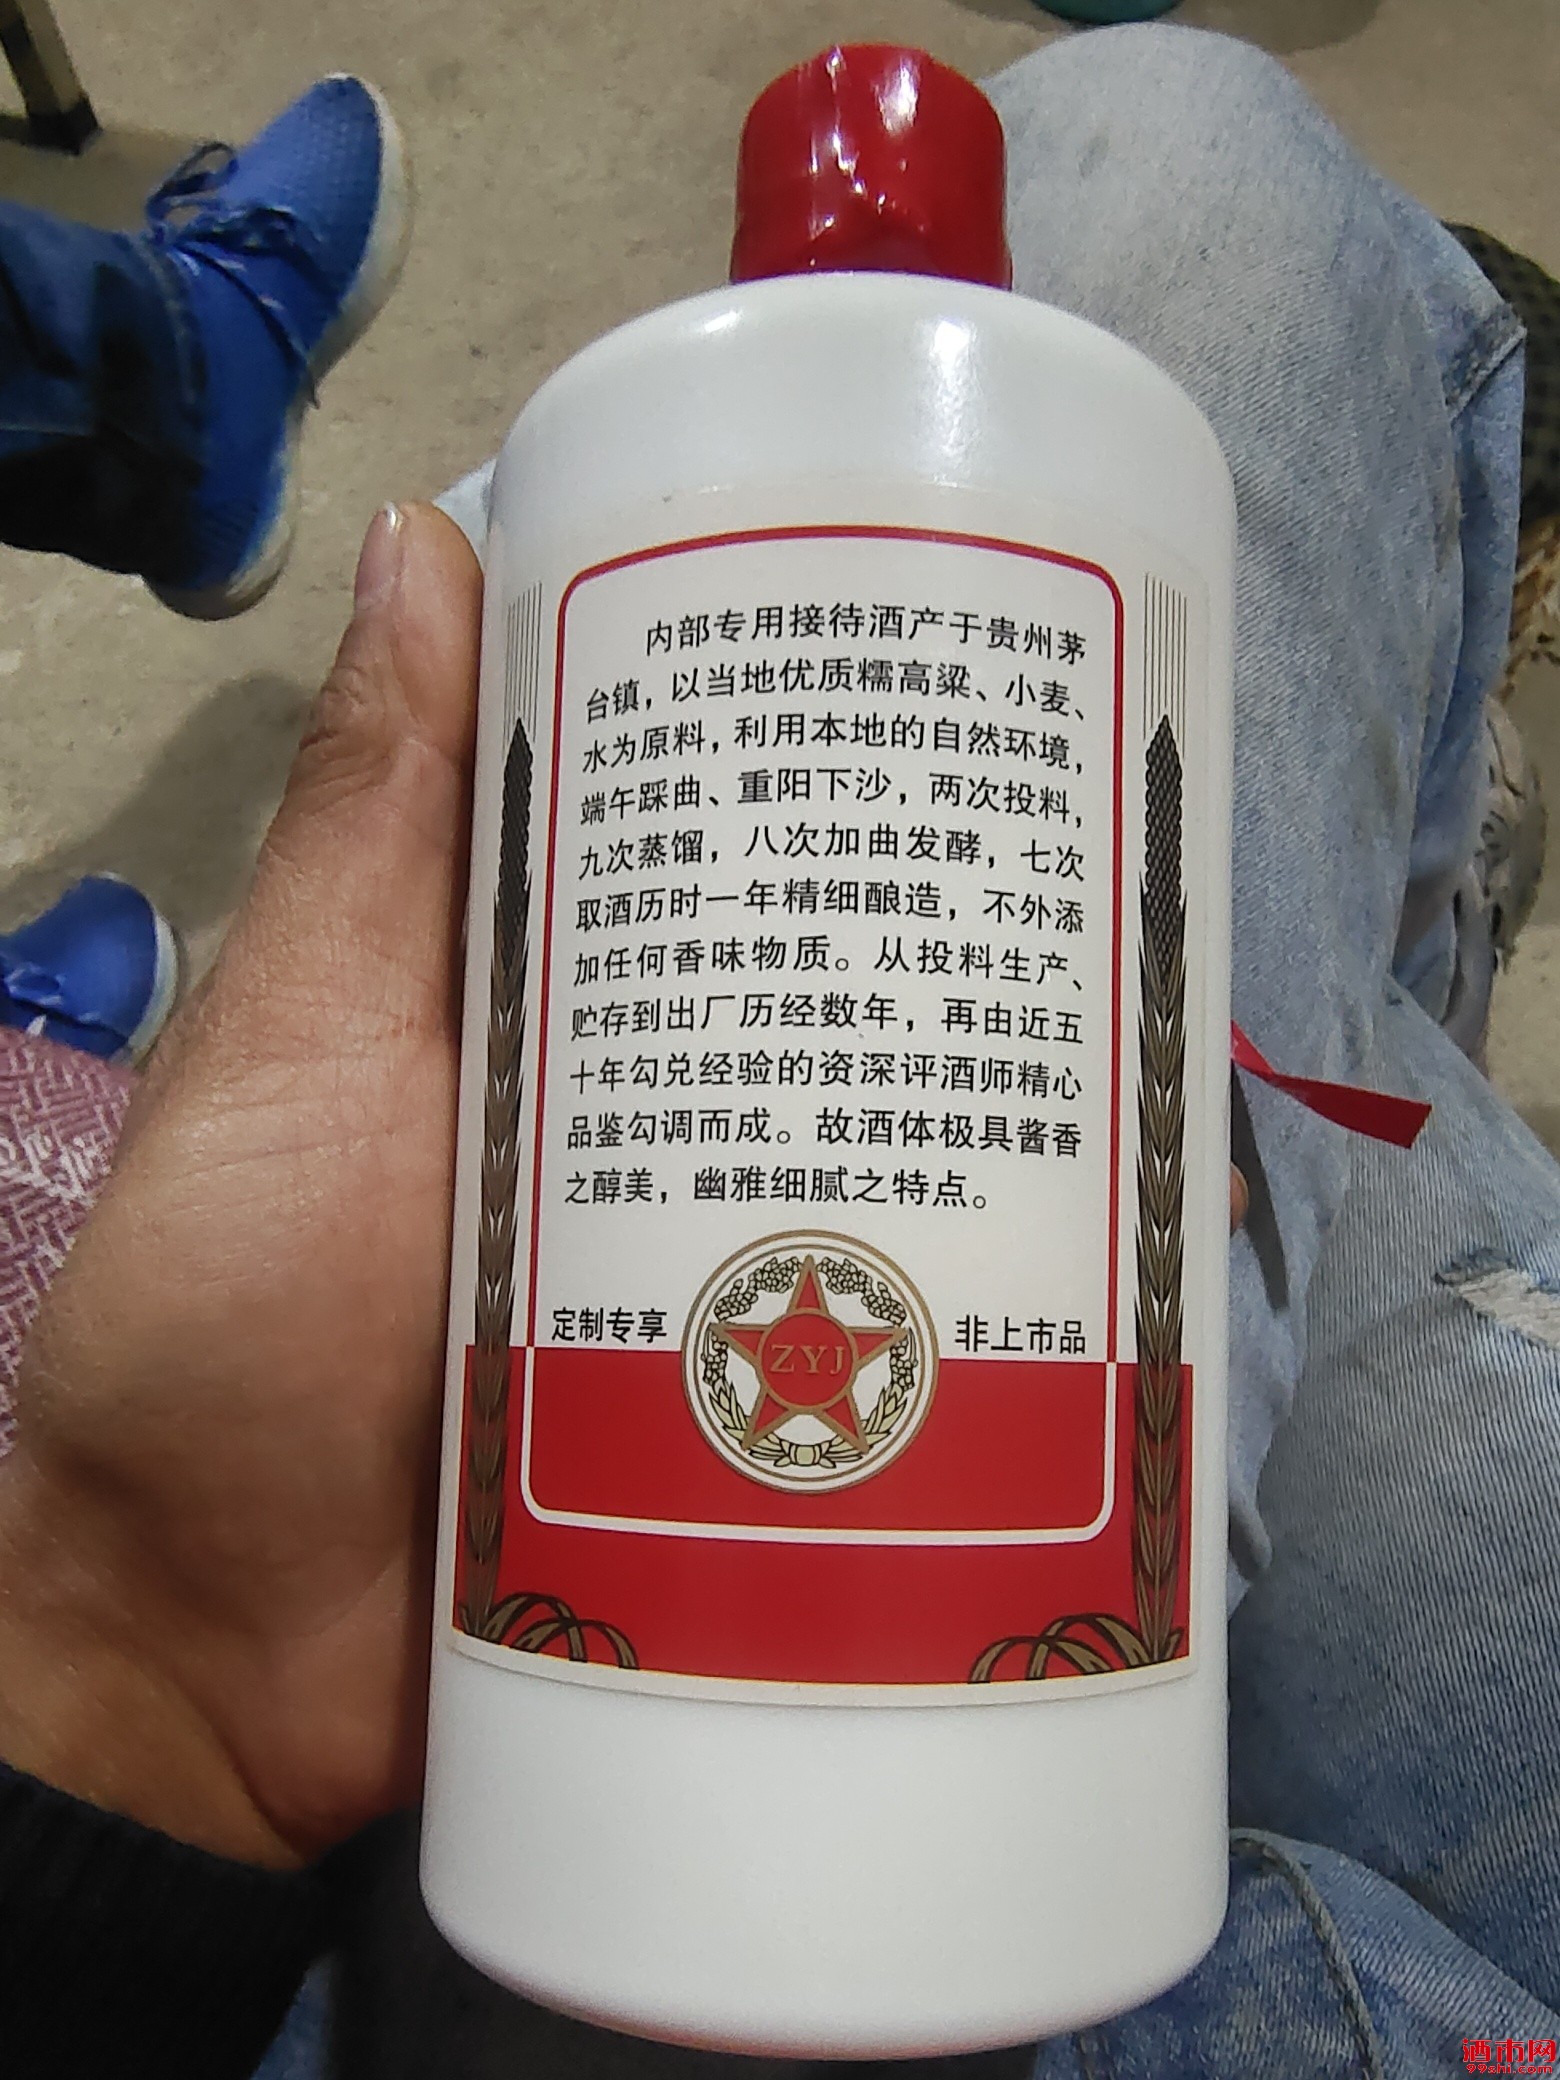 内部专用接待酒产于贵州茅
台镇，以当地优质糯高粱、小麦、
水为原料，利用本地的自然环境，
端午踩曲、重阳下沙，两次投料，
九次蒸馏，八次加曲发酵，七次
取酒历时一年精细酿造，不外添
加任何香味物质。从投料生产、
贮存到出厂历经数年，再由近五
十年勾兑经验的资深评酒师精心
品鉴勾调而成。故酒体极具酱香
之醇美，幽雅细腻之特点。
定制专享
ZYJ
非上市品
酒市网
99shi.com